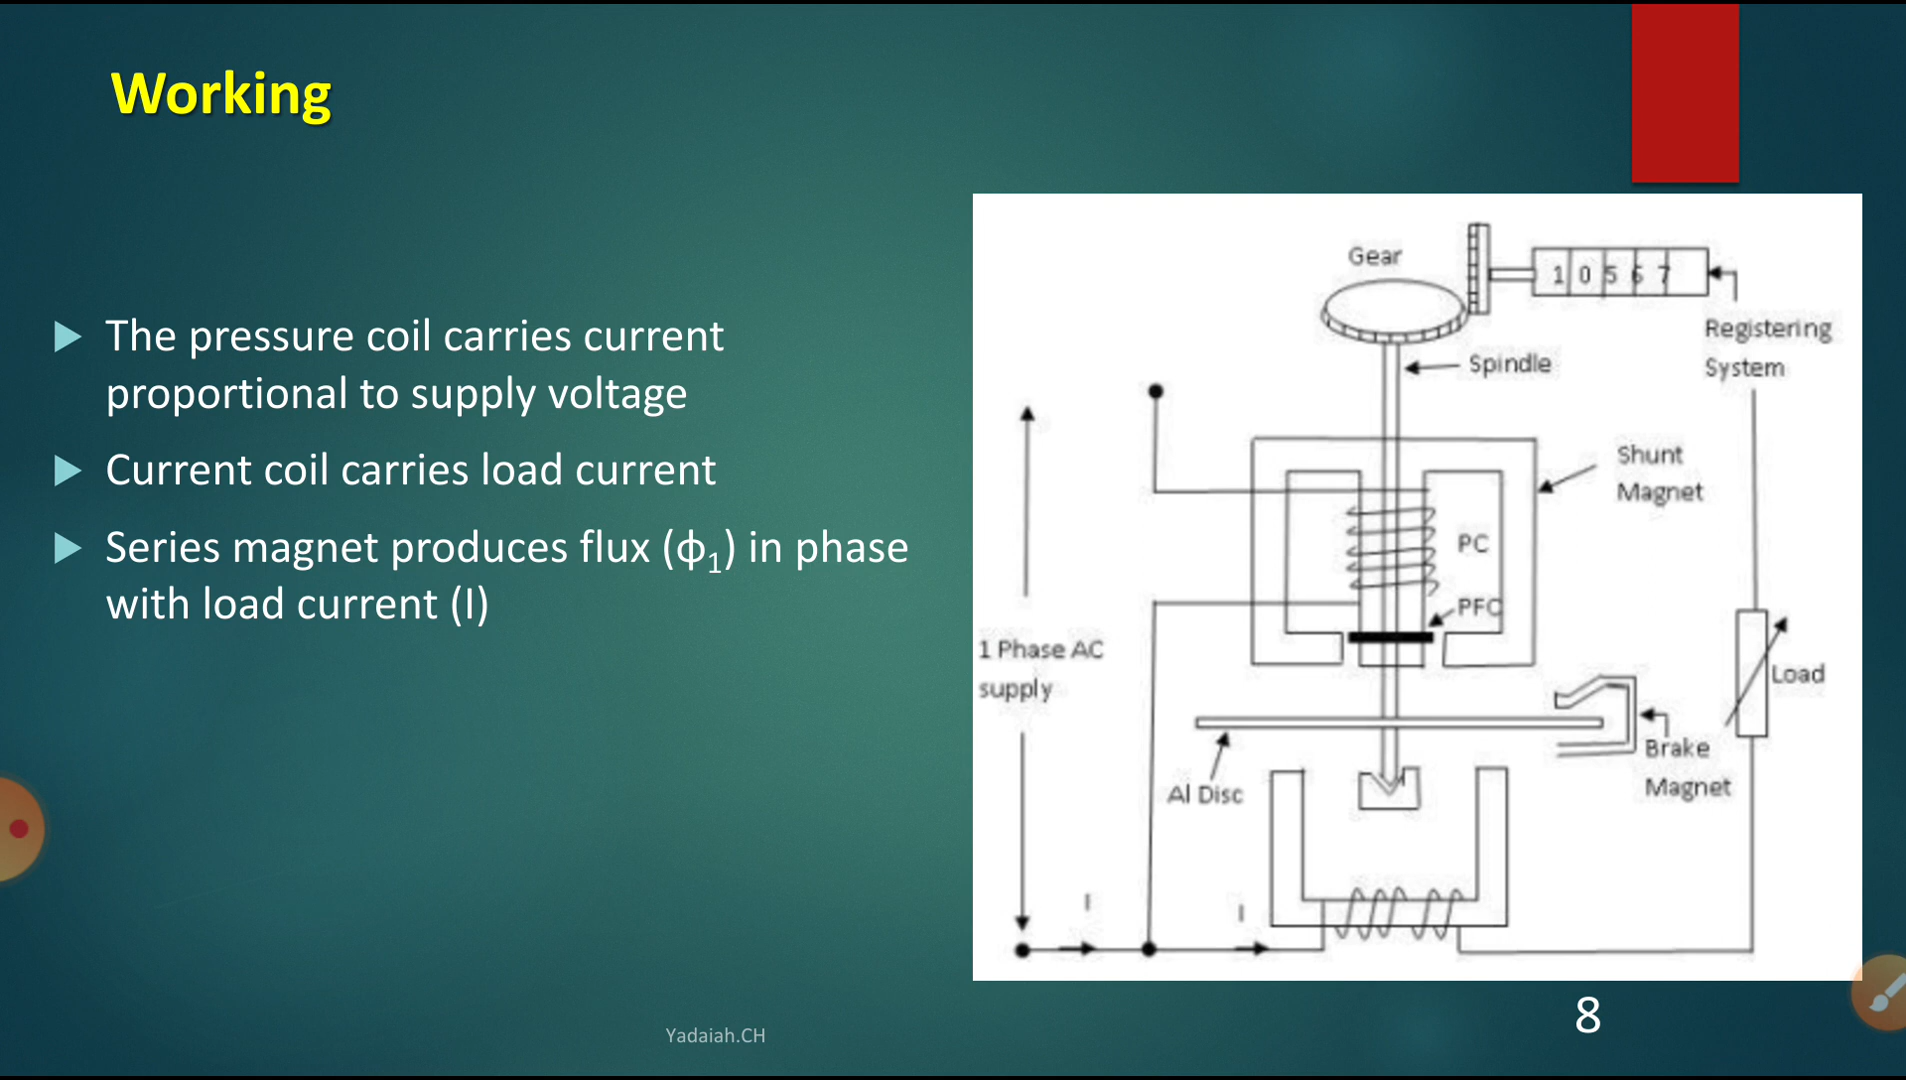 Working
The pressure coil carries current
proportional to supply voltage
Current coil carries load current
Series magnet produces flux (ϕ₁) in phase
with load current (I)
Gear
1 0 5 6 7
Registering
System
Spindle
Shunt
Magnet
PC
PFC
1 Phase AC
supply
Load
Brake
Magnet
Al Disc
I
I
8
Yadaiah.CH